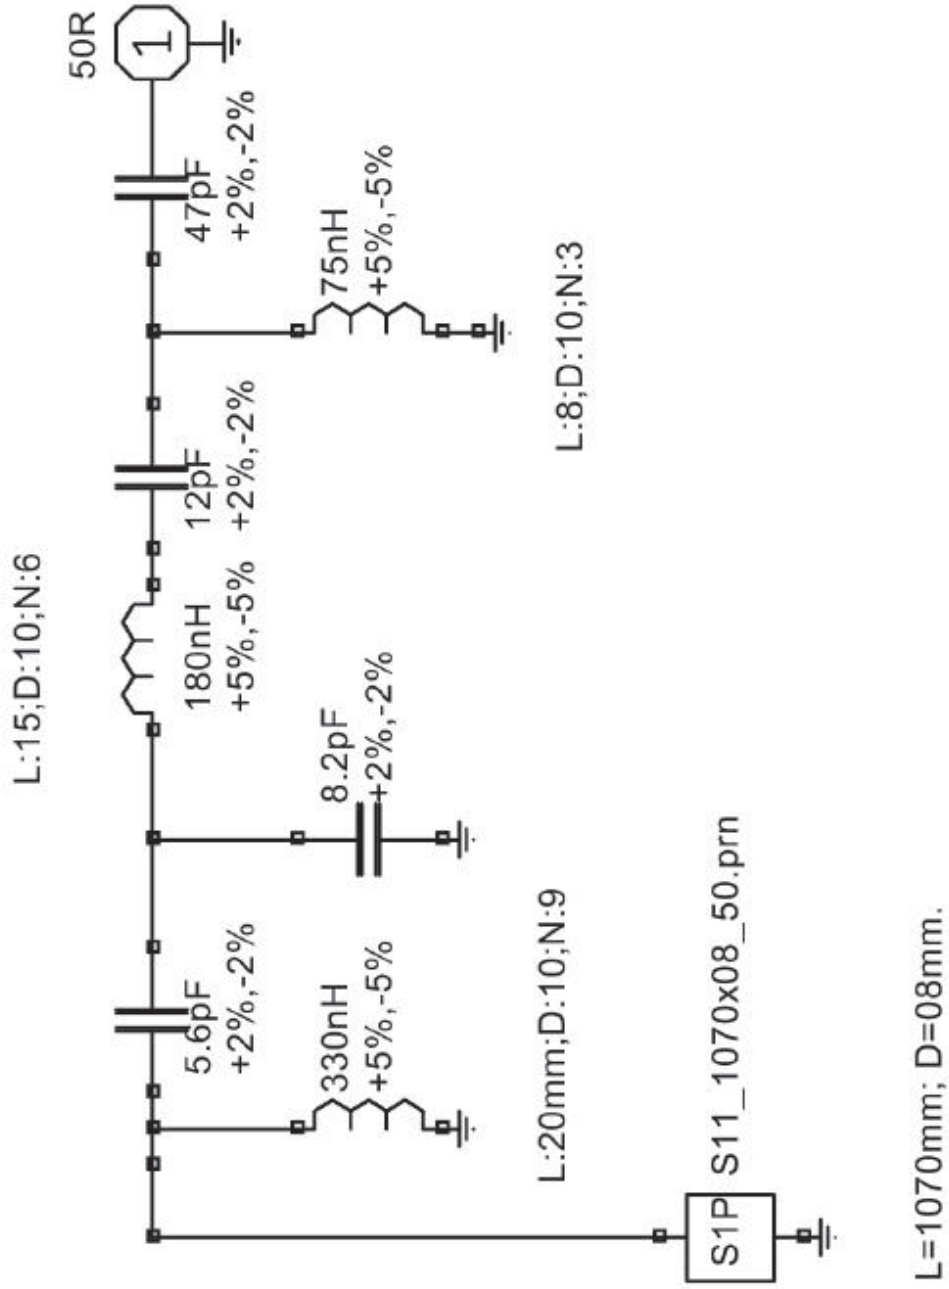 L:15;D:10;N:6
5.6pF
+2%,-2%
180nH
+5%,-5%
12pF
+2%,-2%
47pF
+2%,-2%
50R
1
330nH
+5%,-5%
8.2pF
+2%,-2%
75nH
+5%,-5%
L:20mm;D:10;N:9
L:8;D:10;N:3
S1P S11_1070x08_50.prn
L=1070mm; D=08mm.